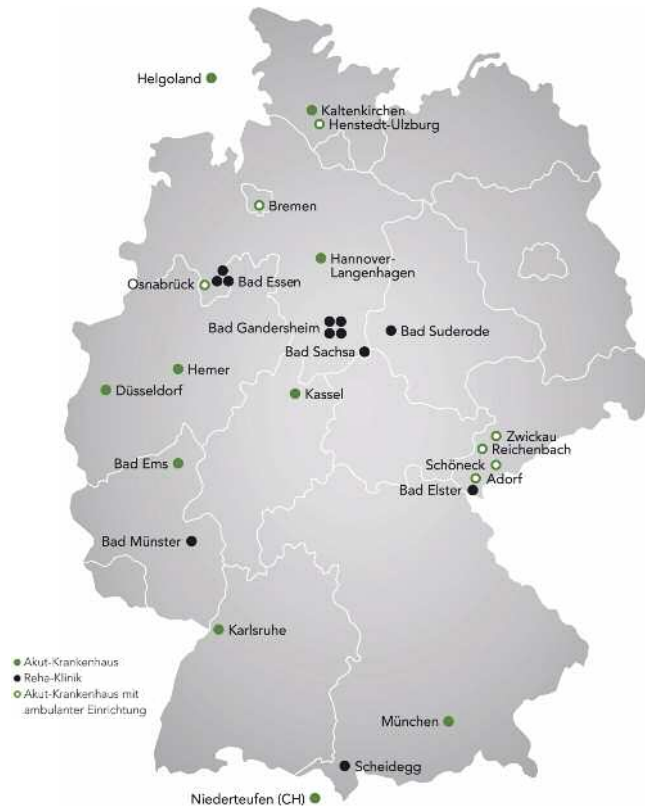 Helgoland
Kaltenkirchen
Henstedt-Ulzburg
Bremen
Hannover-
Langenhagen
Osnabrück
Bad Essen
Bad Gandersheim
Bad Suderode
Bad Sachsa
Hemer
Düsseldorf
Kassel
Zwickau
Reichenbach
Schöneck
Adorf
Bad Ems
Bad Elster
Bad Münster
Karlsruhe
Akut-Krankenhaus
Reha-Klinik
Akut-Krankenhaus mit
ambulanter Einrichtung
München
Scheidegg
Niederteufen (CH)